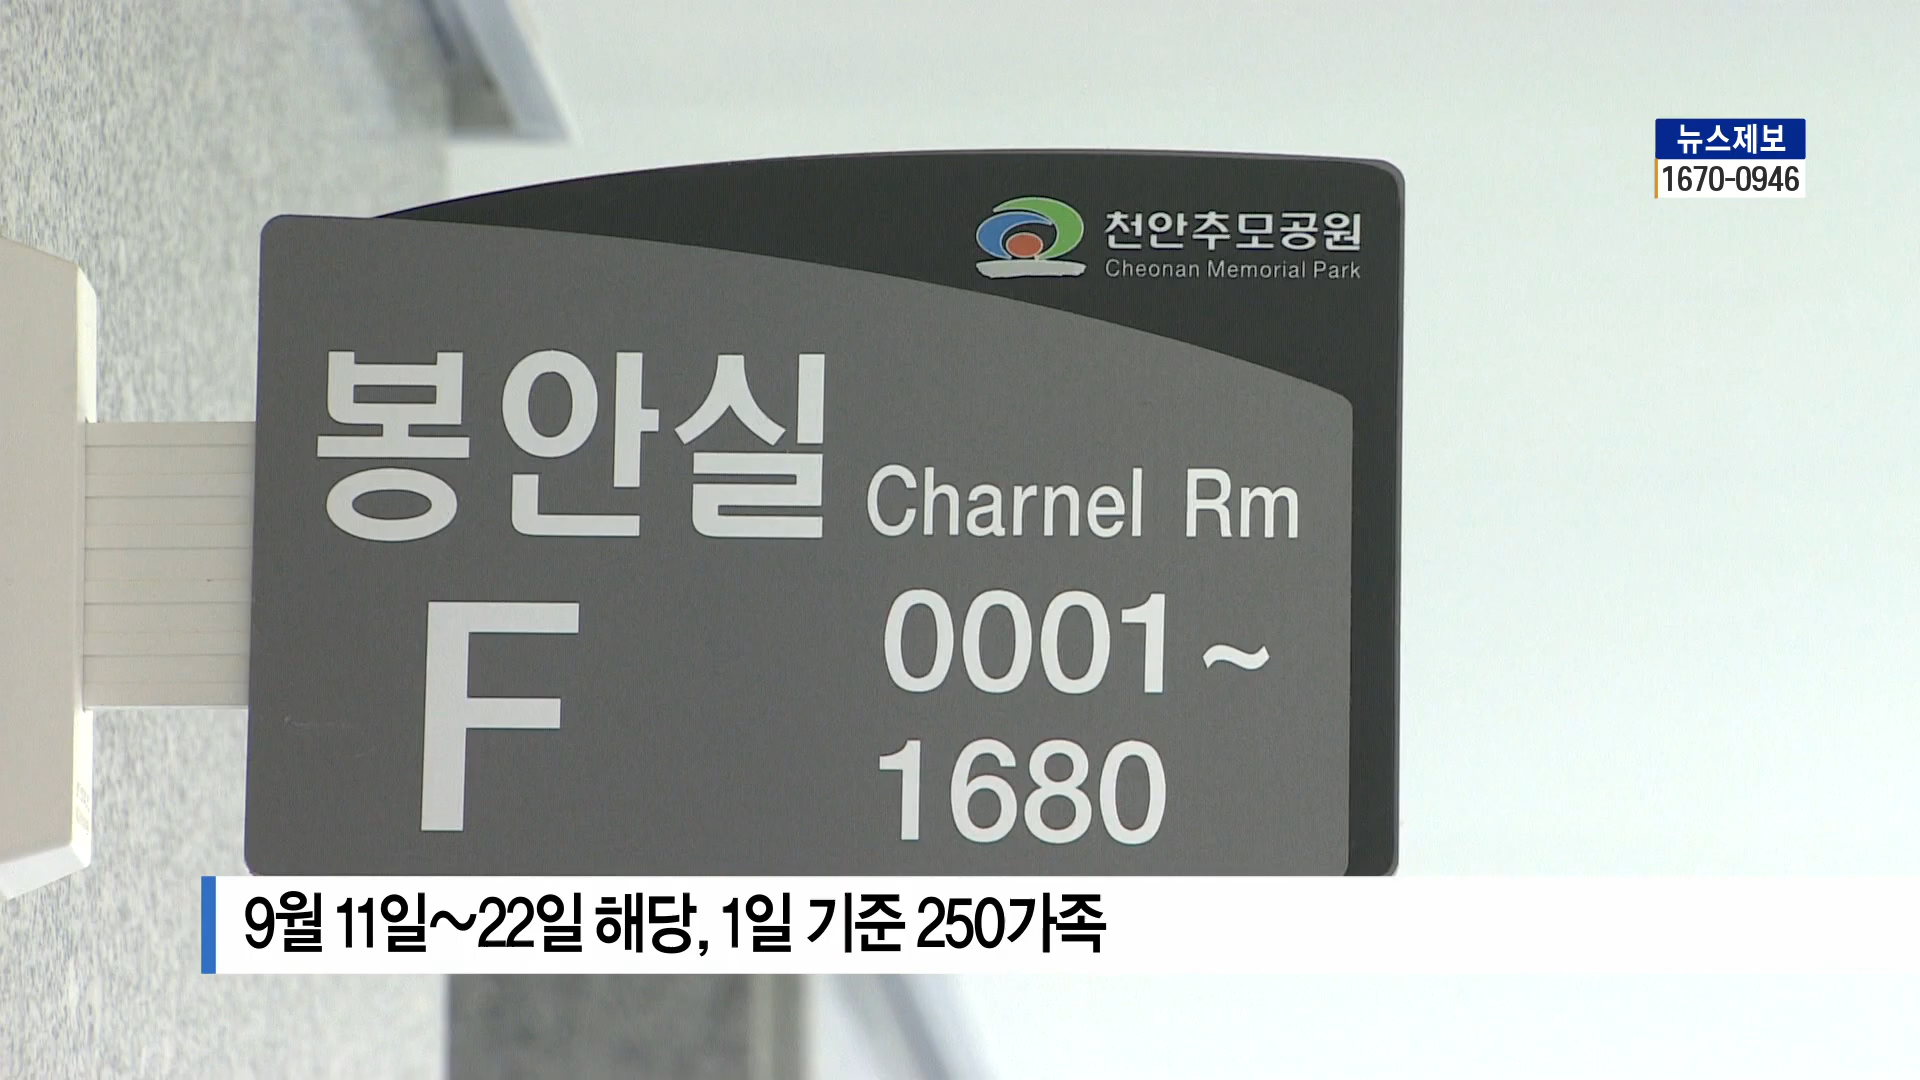 뉴스제보
1670-0946
천안추모공원
Cheonan Memorial Park
봉안실 Charnel Rm
F 0001~
1680
9월 11일~22일 해당, 1일 기준 250가족